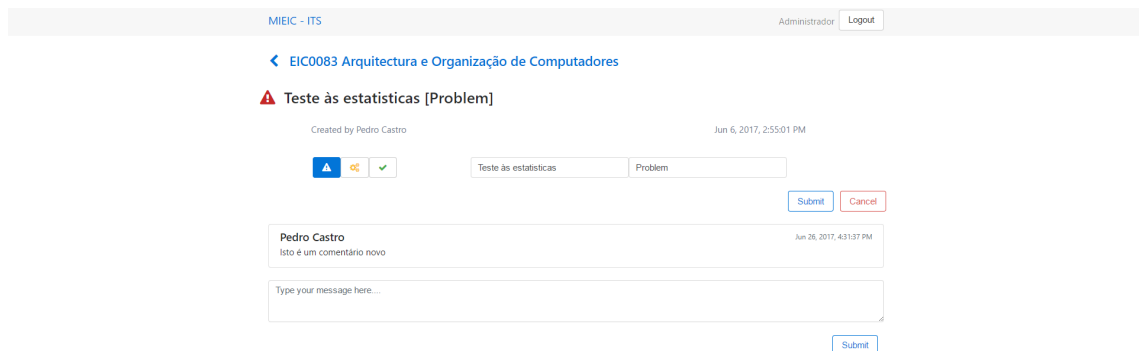 MIEIC - ITS
Administrador Logout
EIC0083 Arquitectura e Organização de Computadores
Teste às estatisticas [Problem]
Created by Pedro Castro Jun 6, 2017, 2:55:01 PM
Teste às estatisticas Problem
Submit Cancel
Pedro Castro Jun 26, 2017, 4:31:37 PM
Isto é um comentário novo
Type your message here....
Submit